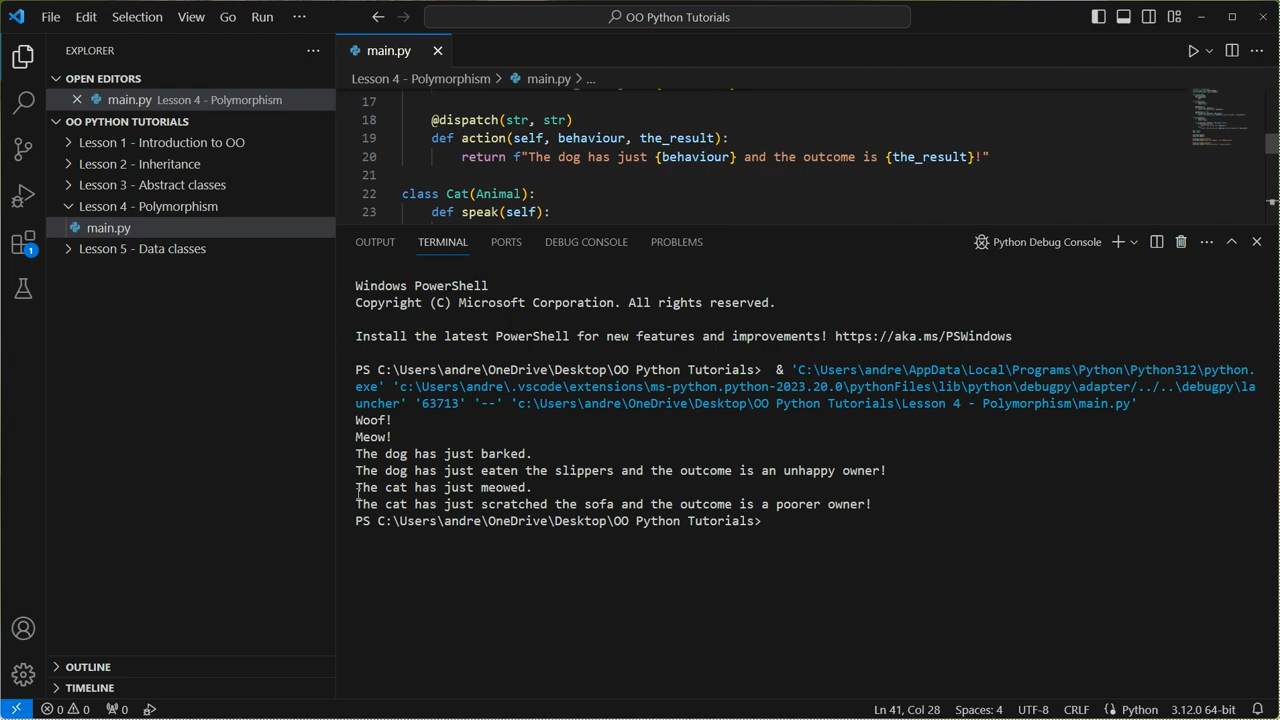 File Edit Selection View Go Run ··· OO Python Tutorials
EXPLORER ···
OPEN EDITORS
main.py Lesson 4 - Polymorphism
OO PYTHON TUTORIALS
Lesson 1 - Introduction to OO
Lesson 2 - Inheritance
Lesson 3 - Abstract classes
Lesson 4 - Polymorphism
main.py
Lesson 5 - Data classes
1
OUTLINE
TIMELINE
main.py
Lesson 4 - Polymorphism > main.py > ...
17
18 @dispatch(str, str)
19 def action(self, behaviour, the_result):
20 return f"The dog has just {behaviour} and the outcome is {the_result}!"
21
22 class Cat(Animal):
23 def speak(self):
OUTPUT TERMINAL PORTS DEBUG CONSOLE PROBLEMS Python Debug Console
Windows PowerShell
Copyright (C) Microsoft Corporation. All rights reserved.
Install the latest PowerShell for new features and improvements! https://aka.ms/PSWindows
PS C:\Users\andre\OneDrive\Desktop\OO Python Tutorials>  & 'C:\Users\andre\AppData\Local\Programs\Python\Python312\python.
exe' 'c:\Users\andre\.vscode\extensions\ms-python.python-2023.20.0\pythonFiles\lib\python\debugpy\adapter/../..\debugpy\la
uncher' '63713' '--' 'c:\Users\andre\OneDrive\Desktop\OO Python Tutorials\Lesson 4 - Polymorphism\main.py'
Woof!
Meow!
The dog has just barked.
The dog has just eaten the slippers and the outcome is an unhappy owner!
The cat has just meowed.
The cat has just scratched the sofa and the outcome is a poorer owner!
PS C:\Users\andre\OneDrive\Desktop\OO Python Tutorials>
0 0 0 Ln 41, Col 28 Spaces: 4 UTF-8 CRLF Python 3.12.0 64-bit